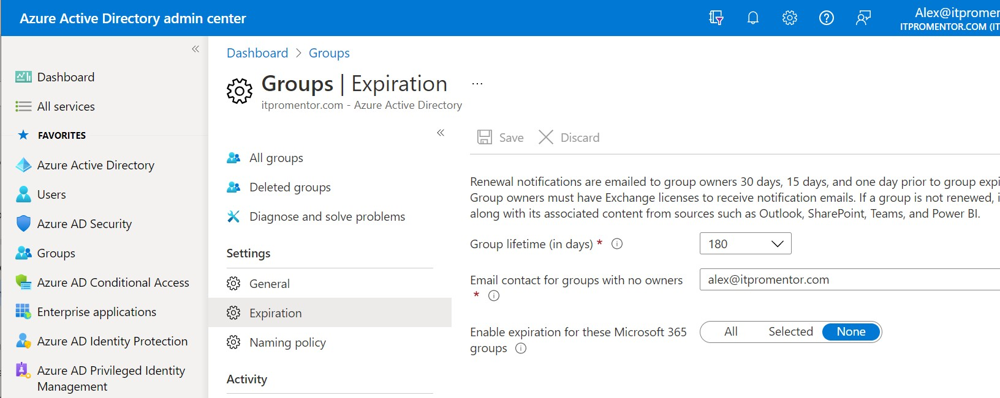 Azure Active Directory admin center
Alex@itpromen
ITPROMENTOR.COM (IT
Dashboard
All services
FAVORITES
Azure Active Directory
Users
Azure AD Security
Groups
Azure AD Conditional Access
Enterprise applications
Azure AD Identity Protection
Azure AD Privileged Identity
Management
Dashboard > Groups
Groups | Expiration ...
itpromentor.com - Azure Active Directory
All groups
Deleted groups
Diagnose and solve problems
Settings
General
Expiration
Naming policy
Activity
Save Discard
Renewal notifications are emailed to group owners 30 days, 15 days, and one day prior to group expi
Group owners must have Exchange licenses to receive notification emails. If a group is not renewed, i
along with its associated content from sources such as Outlook, SharePoint, Teams, and Power BI.
Group lifetime (in days) *
180
Email contact for groups with no owners
*
alex@itpromentor.com
Enable expiration for these Microsoft 365
groups
All Selected None